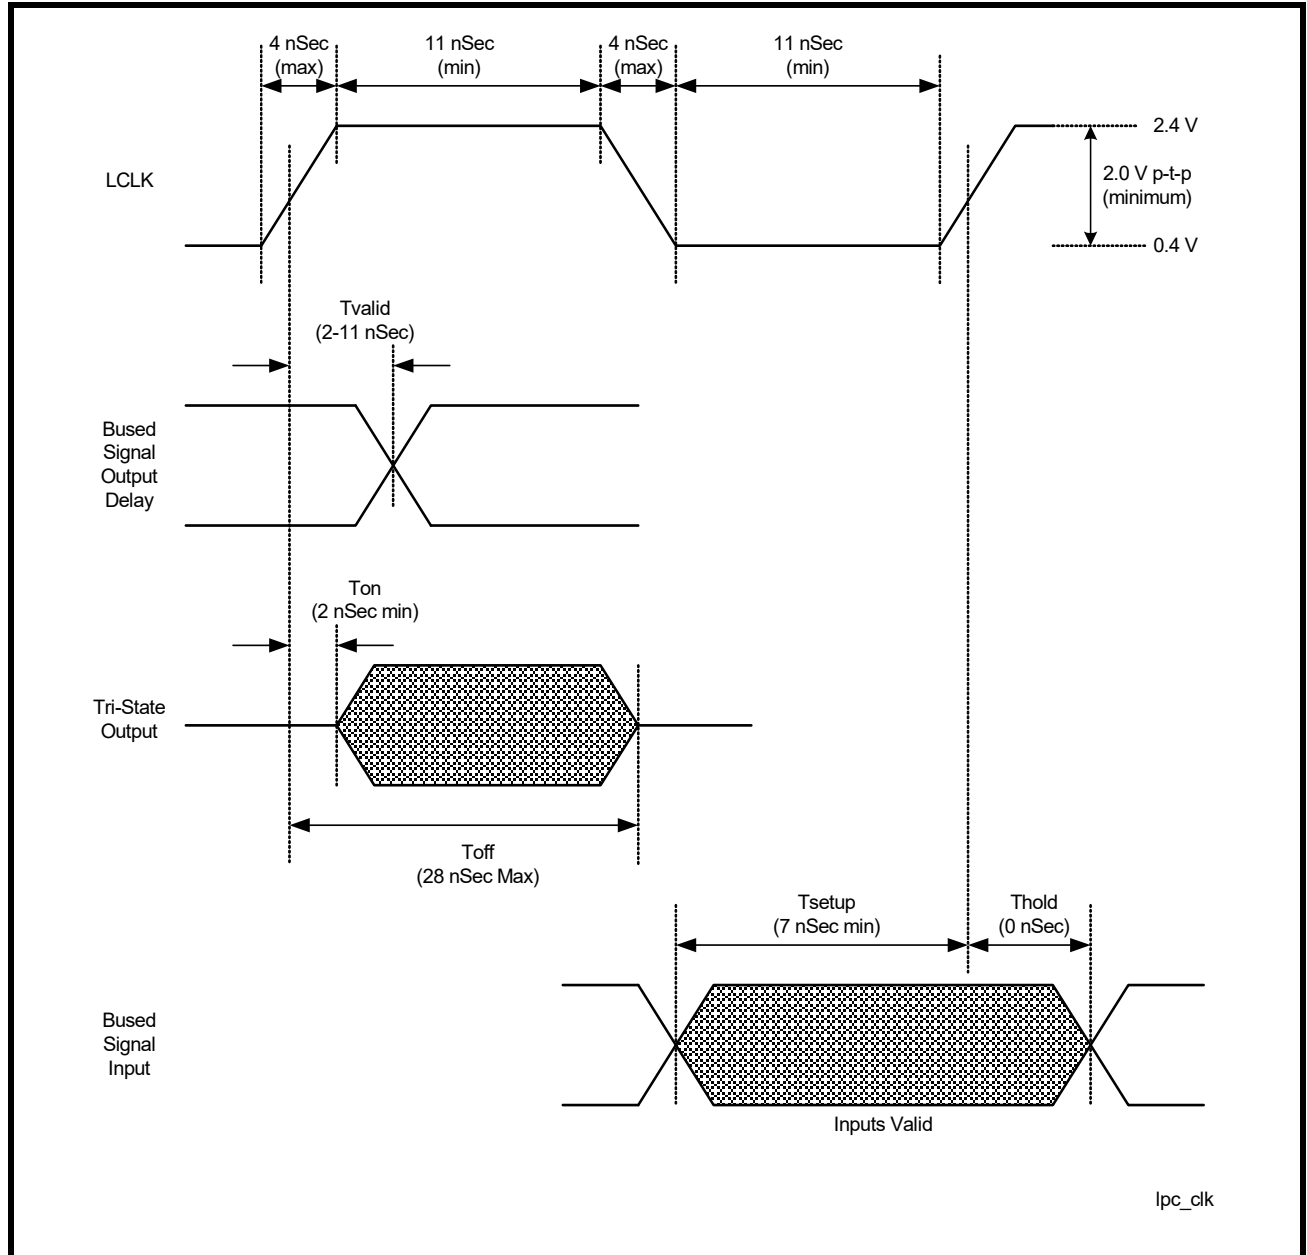 4 nSec
(max)
11 nSec
(min)
4 nSec
(max)
11 nSec
(min)
LCLK
2.4 V
2.0 V p-t-p
(minimum)
0.4 V
Tvalid
(2-11 nSec)
Bused
Signal
Output
Delay
Ton
(2 nSec min)
Tri-State
Output
Toff
(28 nSec Max)
Tsetup
(7 nSec min)
Thold
(0 nSec)
Bused
Signal
Input
Inputs Valid
lpc_clk